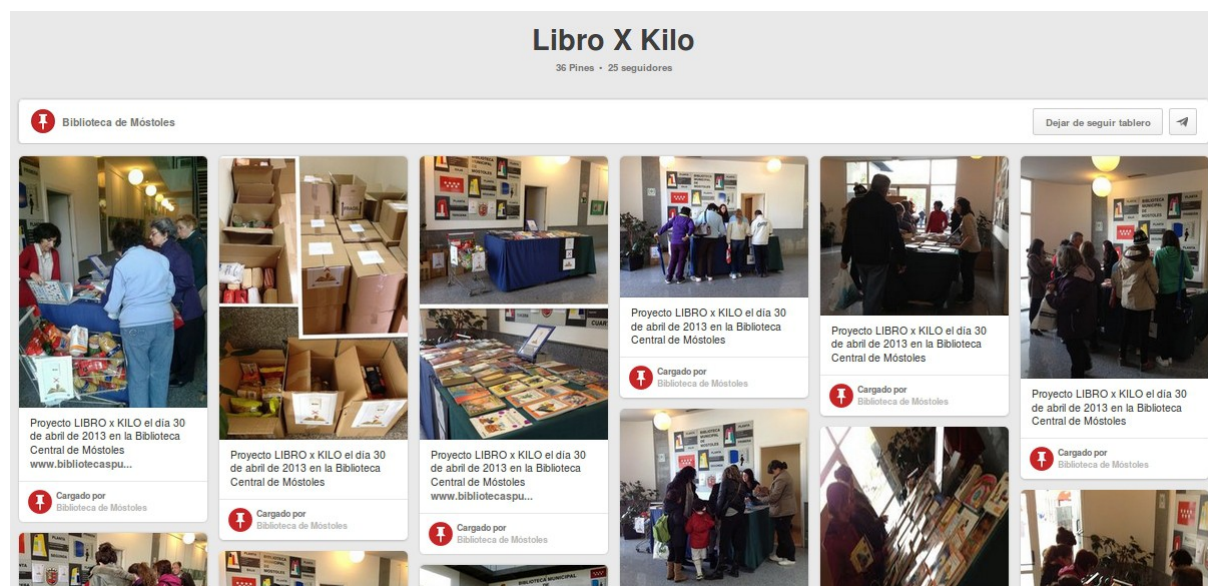 Libro X Kilo
36 Pines • 25 seguidores
Biblioteca de Móstoles
Dejar de seguir tablero
Proyecto LIBRO x KILO el día 30
de abril de 2013 en la Biblioteca
Central de Móstoles
www.bibliotecaspu...
Cargado por
Biblioteca de Móstoles
Proyecto LIBRO x KILO el día 30
de abril de 2013 en la Biblioteca
Central de Móstoles
Cargado por
Biblioteca de Móstoles
Proyecto LIBRO x KILO el día 30
de abril de 2013 en la Biblioteca
Central de Móstoles
www.bibliotecaspu...
Cargado por
Biblioteca de Móstoles
BIBLIOTECA MUNICIPAL
Proyecto LIBRO x KILO el día 30
de abril de 2013 en la Biblioteca
Central de Móstoles
Cargado por
Biblioteca de Móstoles
Proyecto LIBRO x KILO el día 30
de abril de 2013 en la Biblioteca
Central de Móstoles
Cargado por
Biblioteca de Móstoles
BIBLIOTECA
MUNICIPAL
DE
MÓSTOLES
Proyecto LIBRO x KILO el día 30
de abril de 2013 en la Biblioteca
Central de Móstoles
Cargado por
Biblioteca de Móstoles